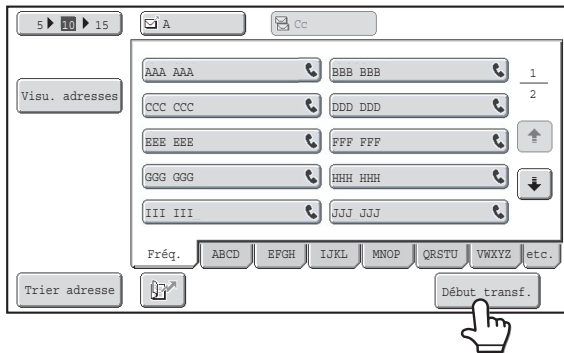 5 10 15
A
Cc
Visu. adresses
AAA AAA
BBB BBB
1
2
CCC CCC
DDD DDD
EEE EEE
FFF FFF
GGG GGG
HHH HHH
III III
JJJ JJJ
Fréq. ABCD EFGH IJKL MNOP QRSTU VWXYZ etc.
Trier adresse
Début transf.